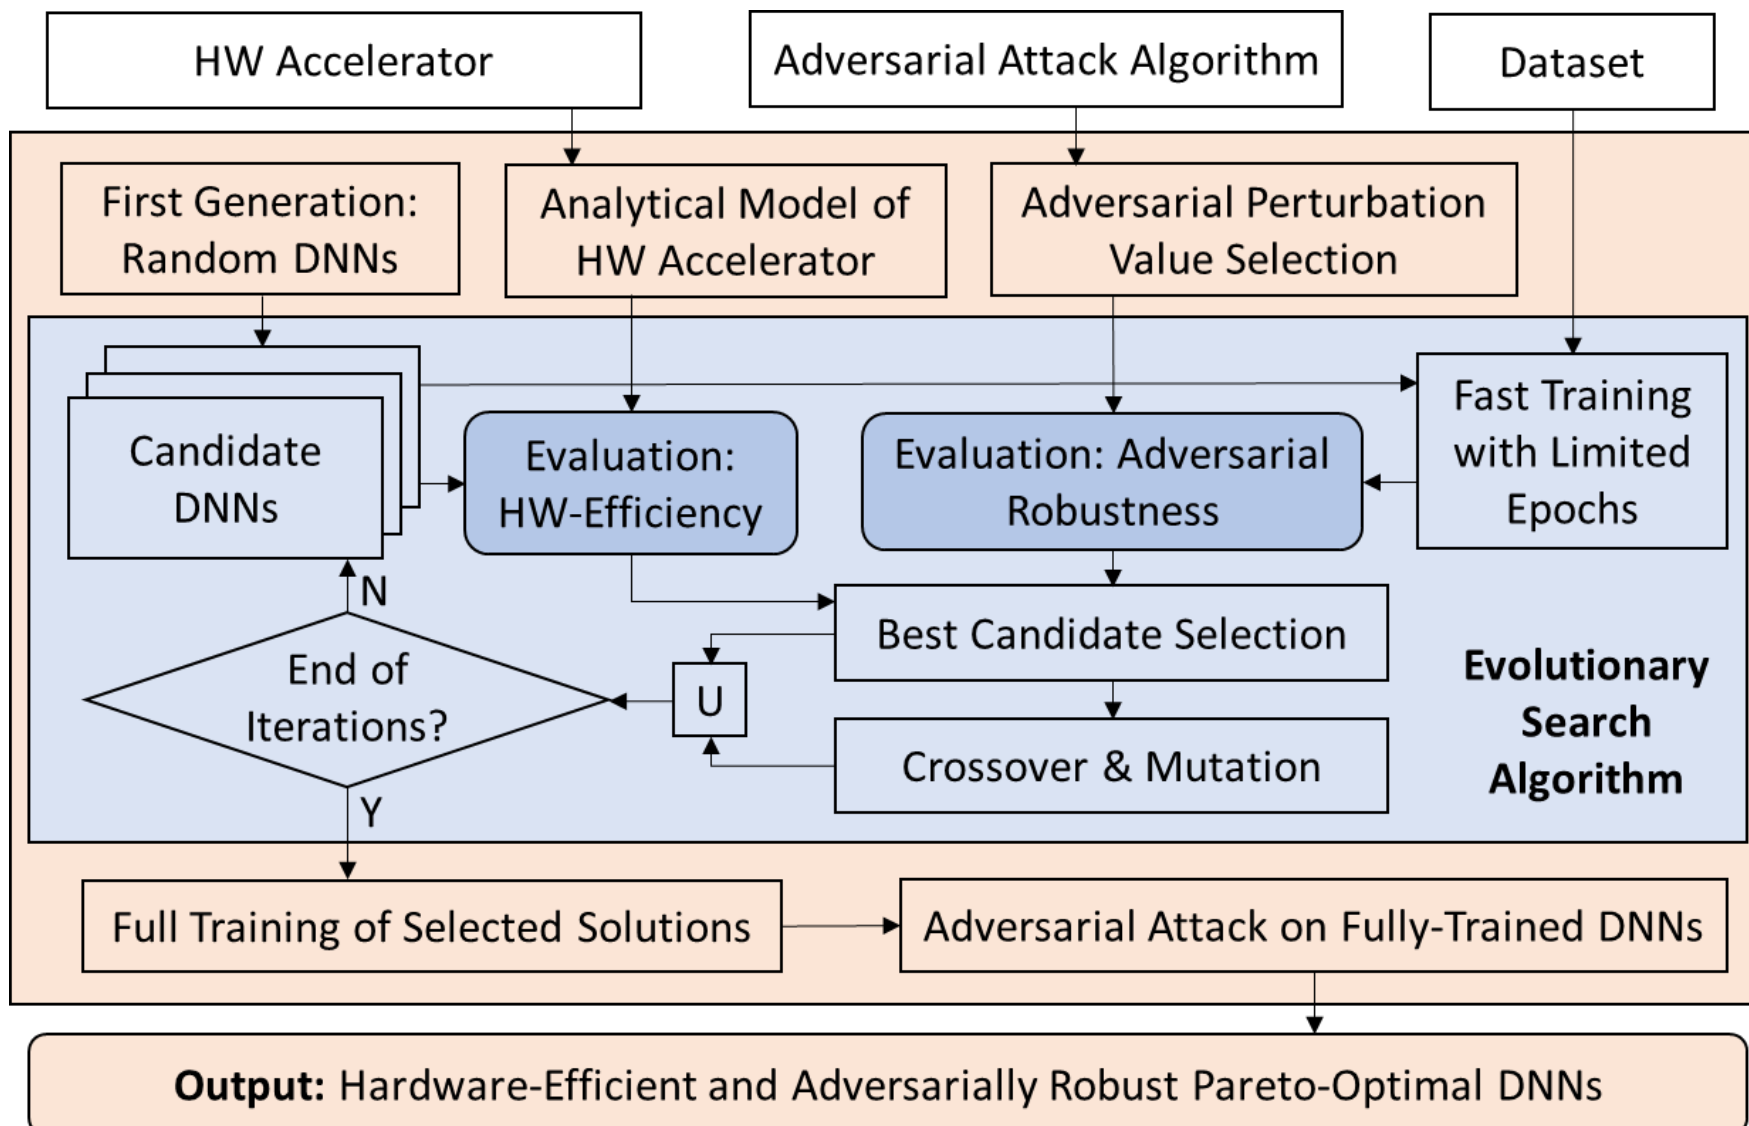 HW Accelerator
Adversarial Attack Algorithm
Dataset
First Generation:
Random DNNs
Analytical Model of
HW Accelerator
Adversarial Perturbation
Value Selection
Candidate
DNNs
Evaluation:
HW-Efficiency
Evaluation: Adversarial
Robustness
Fast Training
with Limited
Epochs
N
Best Candidate Selection
End of
Iterations?
U
Crossover & Mutation
Evolutionary
Search
Algorithm
Y
Full Training of Selected Solutions
Adversarial Attack on Fully-Trained DNNs
Output: Hardware-Efficient and Adversarially Robust Pareto-Optimal DNNs